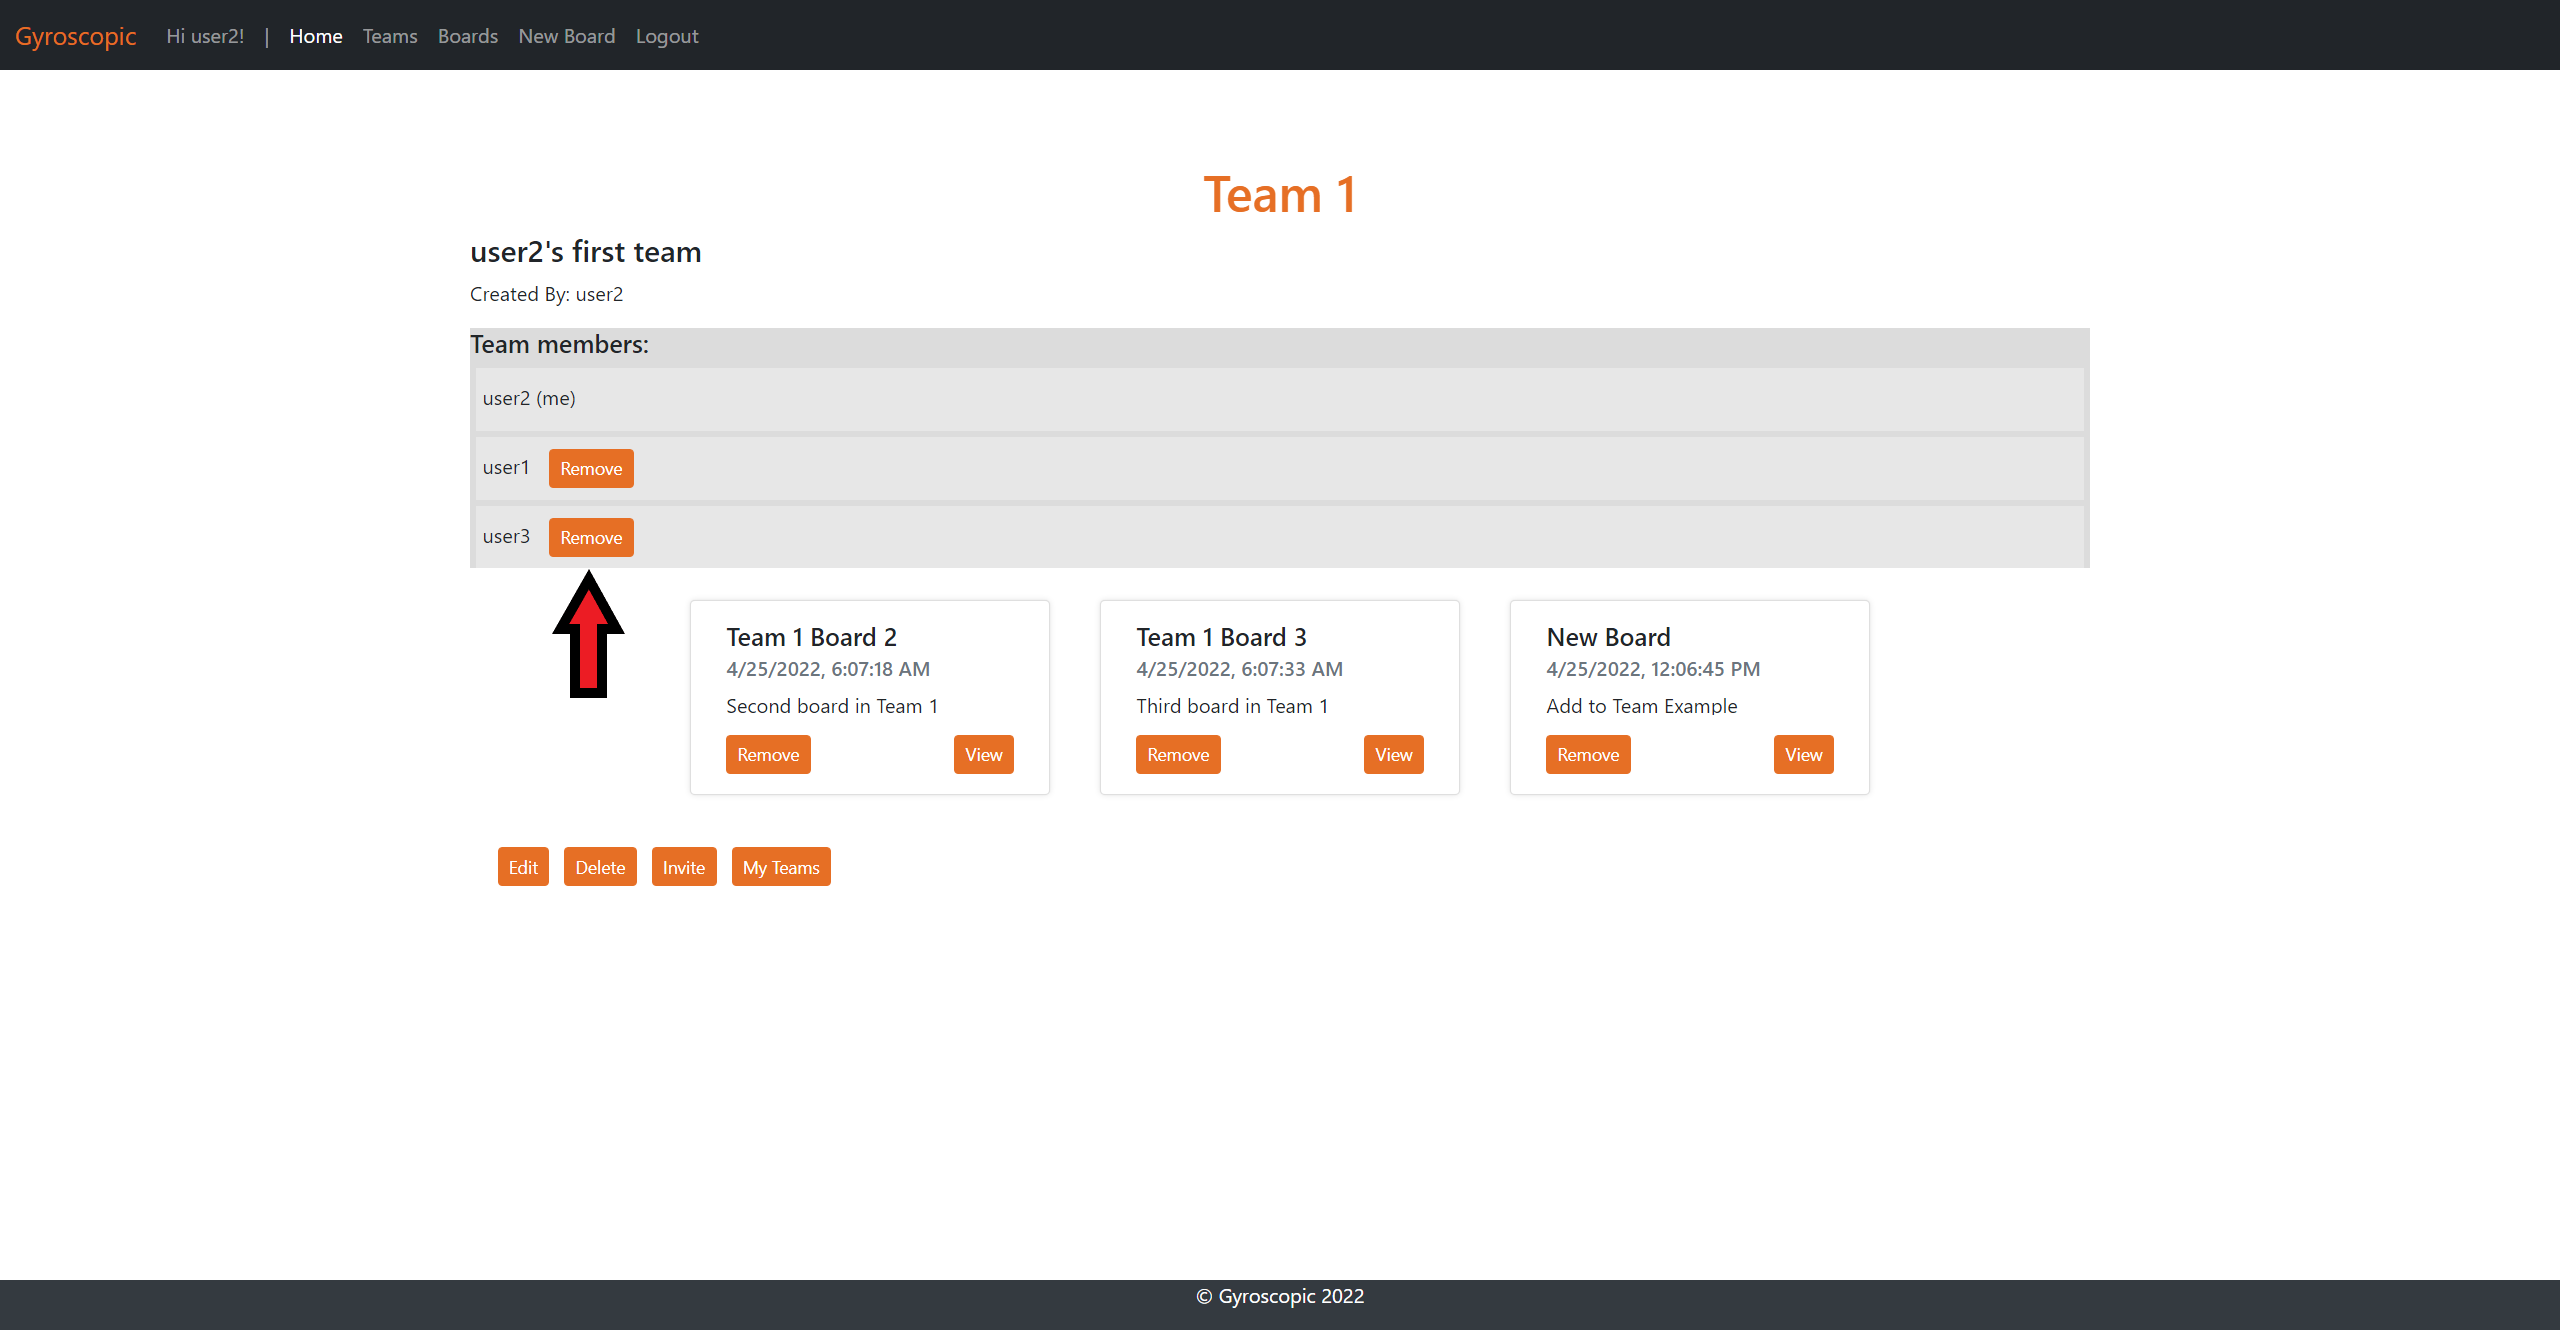 Gyroscopic Hi user2! | Home Teams Boards New Board Logout
Team 1
user2's first team
Created By: user2
Team members:
user2 (me)
user1 Remove
user3 Remove
Team 1 Board 2
4/25/2022, 6:07:18 AM
Second board in Team 1
Remove View
Team 1 Board 3
4/25/2022, 6:07:33 AM
Third board in Team 1
Remove View
New Board
4/25/2022, 12:06:45 PM
Add to Team Example
Remove View
Edit Delete Invite My Teams
© Gyroscopic 2022